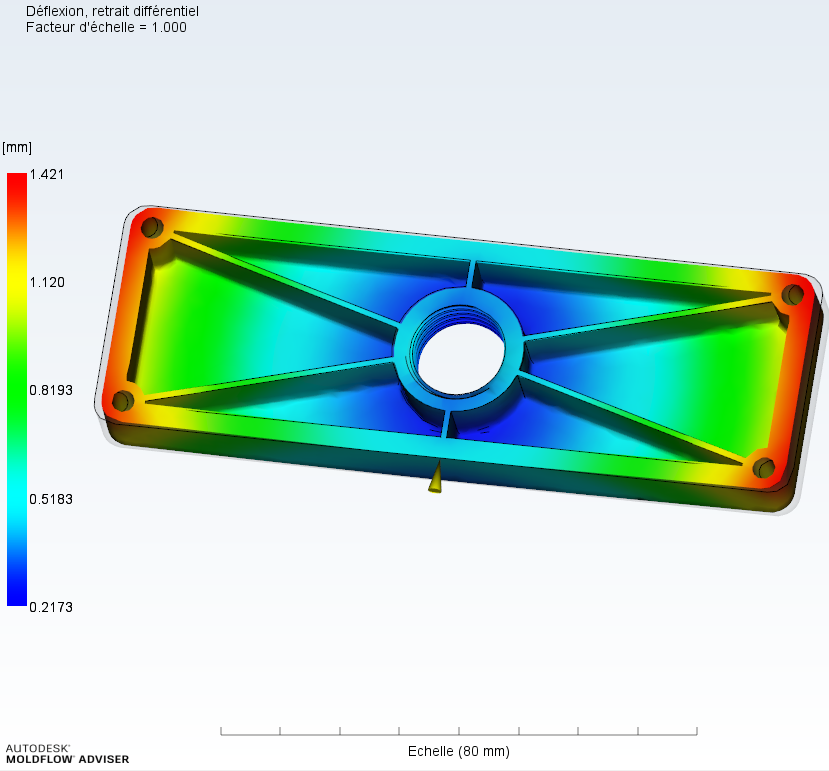 Déflexion, retrait différentiel
Facteur d'échelle = 1.000
[mm]
1.421
1.120
0.8193
0.5183
0.2173
Echelle (80 mm)
AUTODESK®
MOLDFLOW® ADVISER